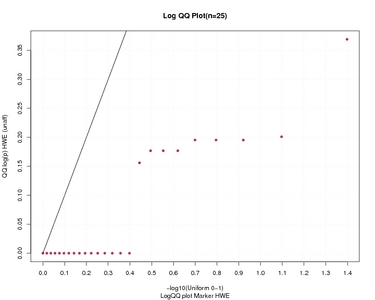 Log QQ Plot(n=25)
QQ log(p) HWE (unaff)
0.35
0.30
0.25
0.20
0.15
0.10
0.05
0.00
0.0 0.1 0.2 0.3 0.4 0.5 0.6 0.7 0.8 0.9 1.0 1.1 1.2 1.3 1.4
−log10(Uniform 0−1)
LogQQ plot Marker HWE